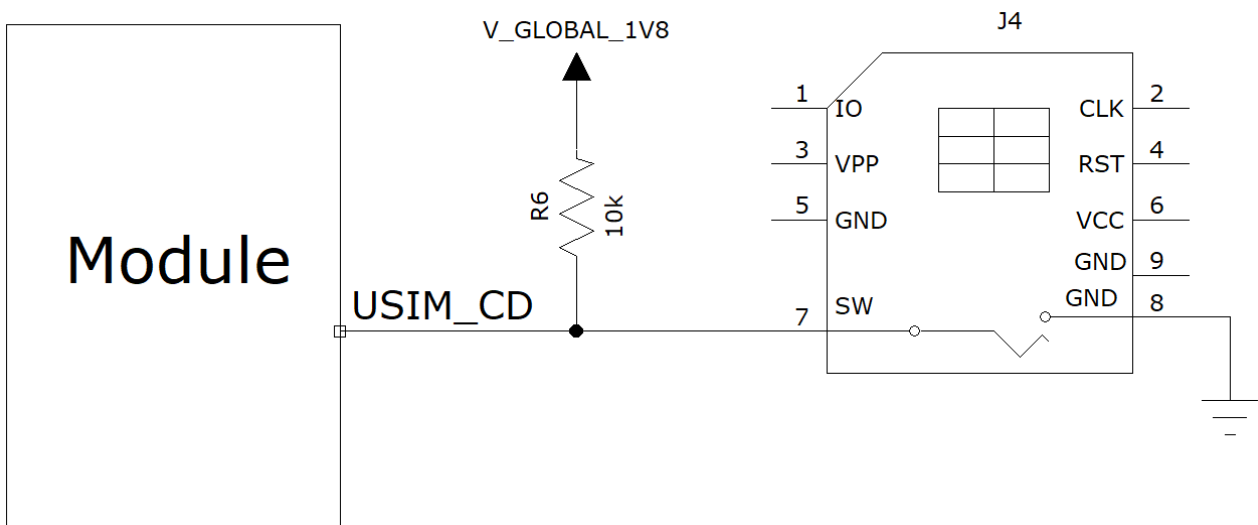 J4
V_GLOBAL_1V8
1 IO CLK 2
3 VPP RST 4
R6 10k
5 GND VCC 6
Module
GND 9
USIM_CD
7 SW GND 8